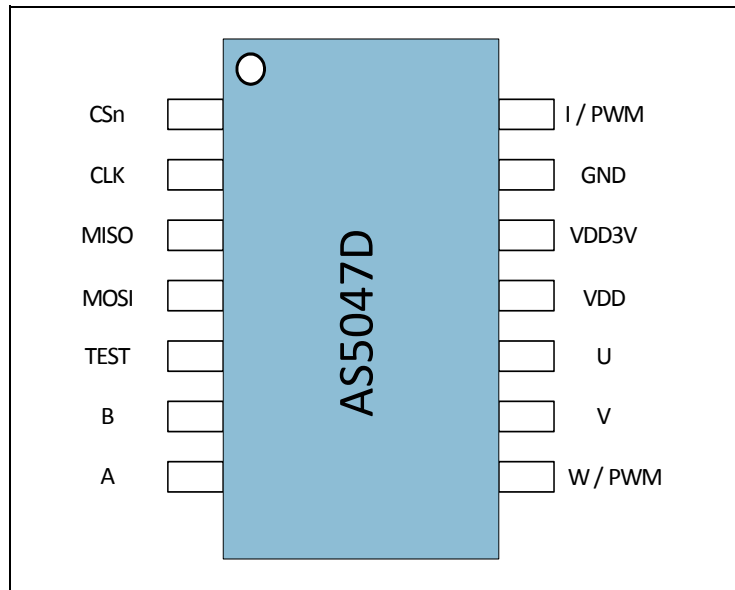 CSn
CLK
MISO
MOSI
TEST
B
A
AS5047D
I / PWM
GND
VDD3V
VDD
U
V
W / PWM